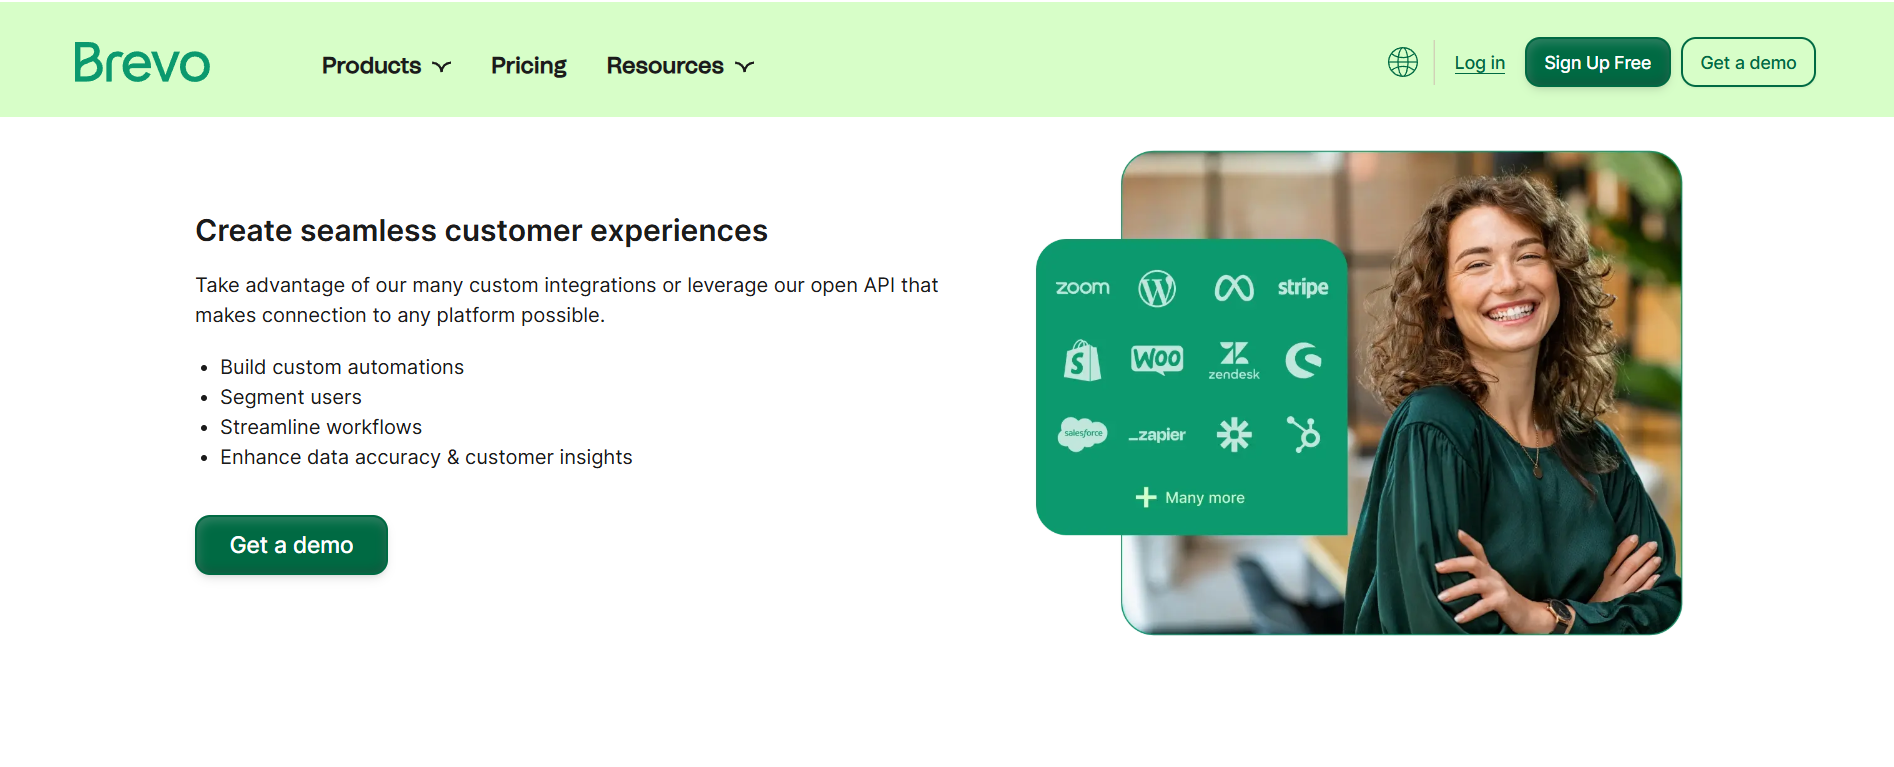 Brevo
Products
Pricing
Resources
Log in
Sign Up Free
Get a demo
Create seamless customer experiences
Take advantage of our many custom integrations or leverage our open API that
makes connection to any platform possible.
Build custom automations
Segment users
Streamline workflows
Enhance data accuracy & customer insights
Get a demo
zoom
stripe
Woo
zendesk
salesforce
_zapier
Many more